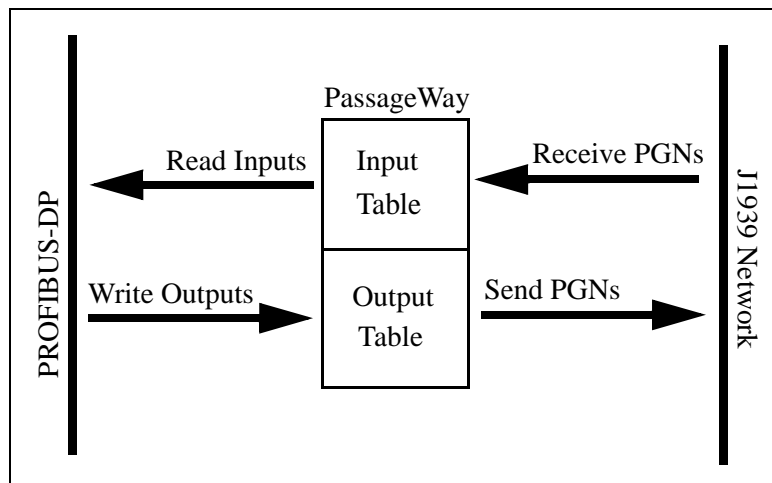 PassageWay
Read Inputs
Input
Table
Receive PGNs
Write Outputs
Output
Table
Send PGNs
PROFIBUS-DP
J1939 Network